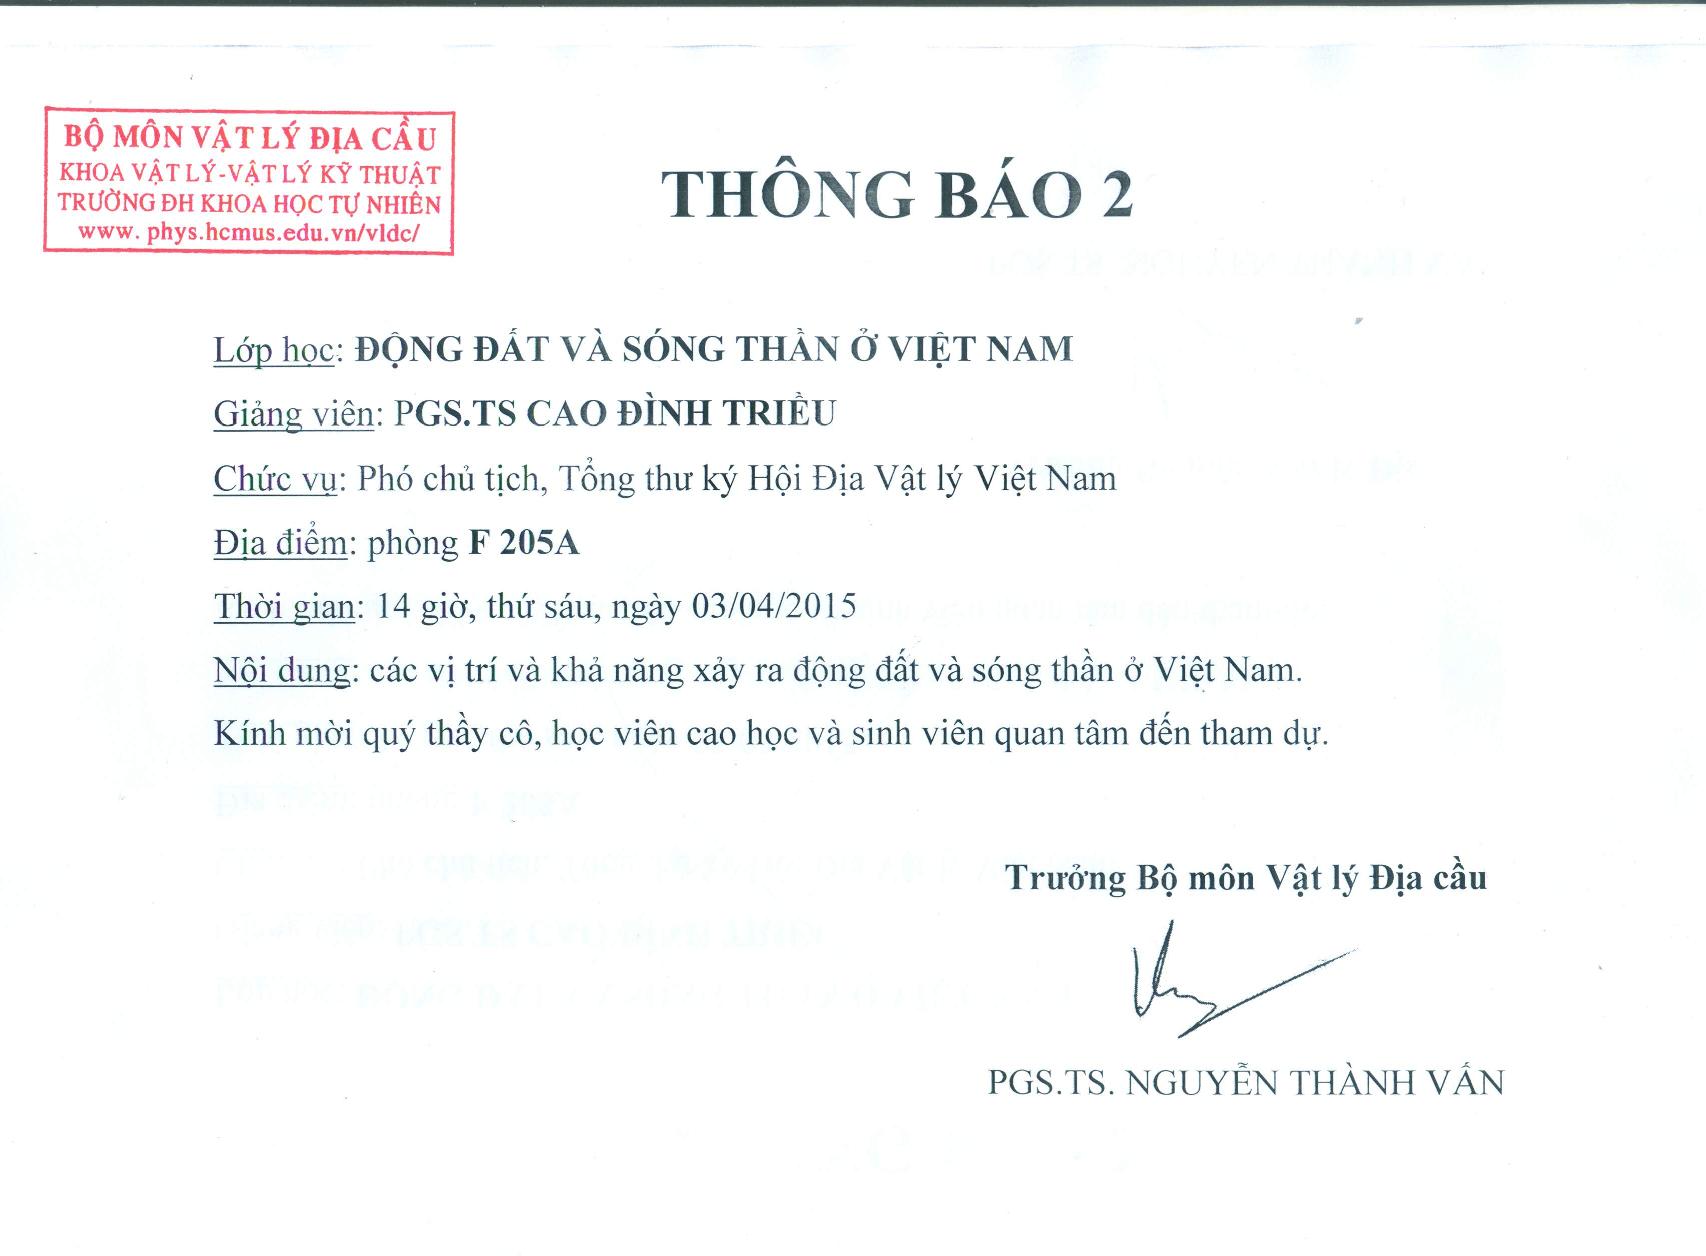 BỘ MÔN VẬT LÝ ĐỊA CẦU
KHOA VẬT LÝ-VẬT LÝ KỸ THUẬT
TRƯỜNG ĐH KHOA HỌC TỰ NHIÊN
www. phys.hcmus.edu.vn/vldc/
THÔNG BÁO 2
Lớp học: ĐỘNG ĐẤT VÀ SÓNG THẦN Ở VIỆT NAM
Giảng viên: PGS.TS CAO ĐÌNH TRIỀU
Chức vụ: Phó chủ tịch, Tổng thư ký Hội Địa Vật lý Việt Nam
Địa điểm: phòng F 205A
Thời gian: 14 giờ, thứ sáu, ngày 03/04/2015
Nội dung: các vị trí và khả năng xảy ra động đất và sóng thần ở Việt Nam.
Kính mời quý thầy cô, học viên cao học và sinh viên quan tâm đến tham dự.
Trưởng Bộ môn Vật lý Địa cầu
PGS.TS. NGUYỄN THÀNH VẤN